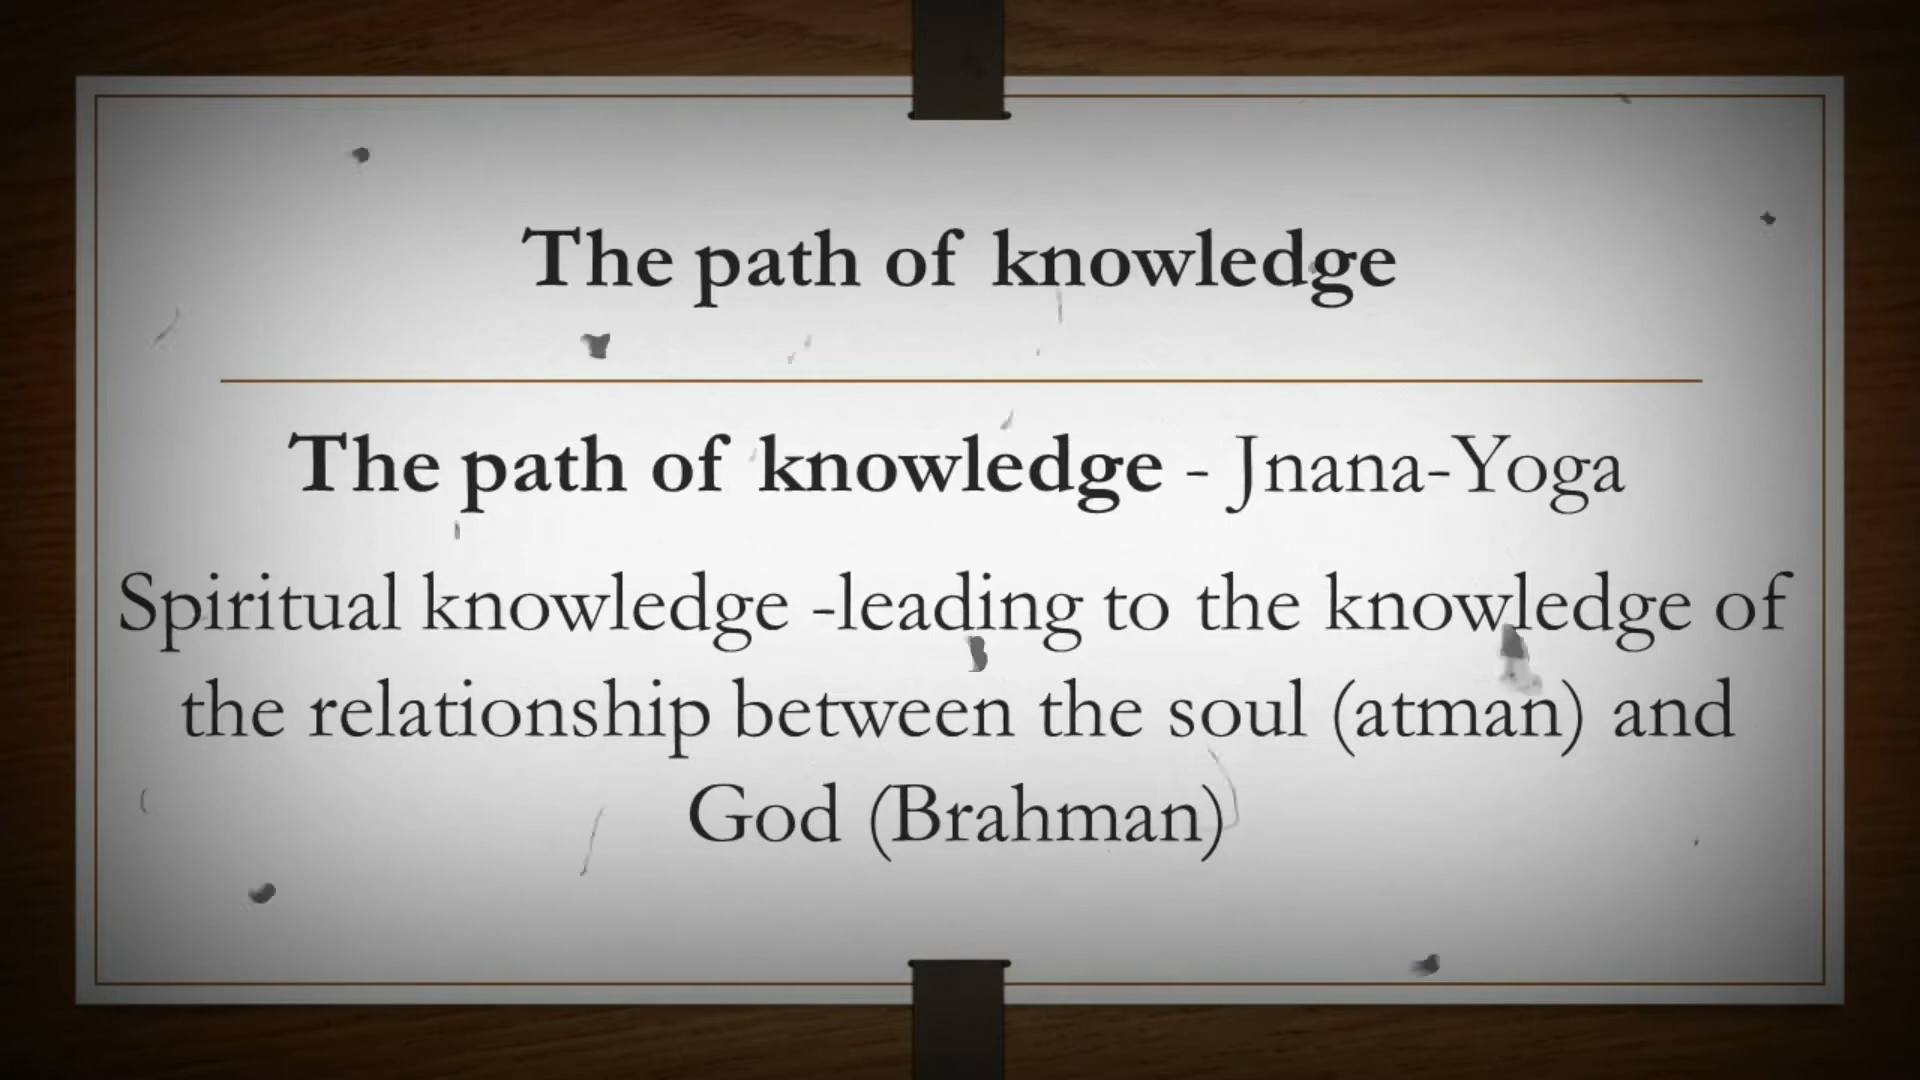 The path of knowledge
The path of knowledge - Jnana-Yoga
Spiritual knowledge -leading to the knowledge of
the relationship between the soul (atman) and
God (Brahman)